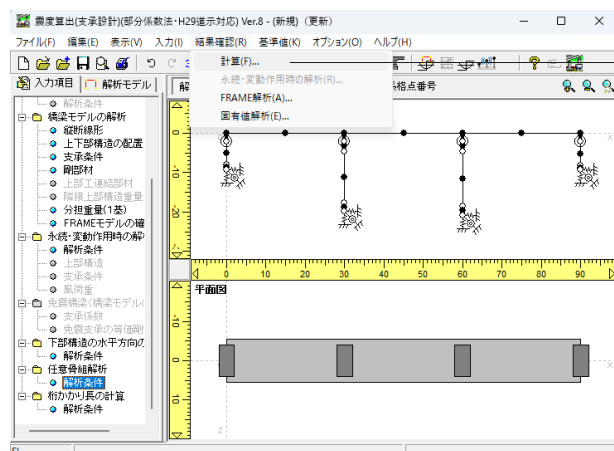 震度算出(支承設計)(部分係数法・H29道示対応) Ver.8 - (新規) (更新)
ファイル(F) 編集(E) 表示(V) 入力(I) 結果確認(R) 基準値(K) オプション(O) ヘルプ(H)
計算(F)...
永続・変動作用時の解析(R)...
FRAME解析(A)...
固有値解析(E)...
入力項目 解析モデル
格点番号
解析条件
橋梁モデルの解析
縦断線形
上下部構造の配置
支承条件
剛部材
上部工連結部材
隣接上部構造重量
分担重量(1基)
FRAMEモデルの確
永続・変動作用時の解
解析条件
上部構造
支承条件
風荷重
免震橋梁(橋梁モデル
支承係数
免震支承の等価剛
下部構造の水平方向の
解析条件
任意骨組解析
解析条件
桁かかり長の計算
解析条件
0
-10
-20
x
0 10 20 30 40 50 60 70 80 90
平面図
-10
0
10
x
z